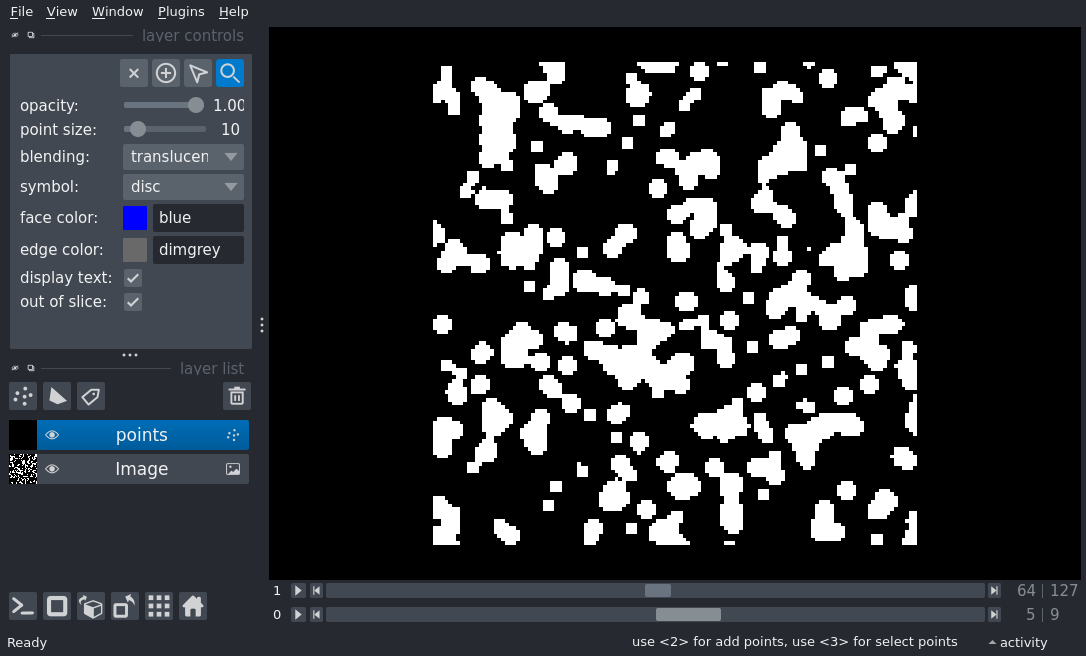 File View Window Plugins Help
layer controls
opacity: 1.00
point size: 10
blending: translucen
symbol: disc
face color: blue
edge color: dimgrey
display text:
out of slice:
layer list
points
Image
1 64 | 127
0 5 | 9
Ready use <2> for add points, use <3> for select points activity